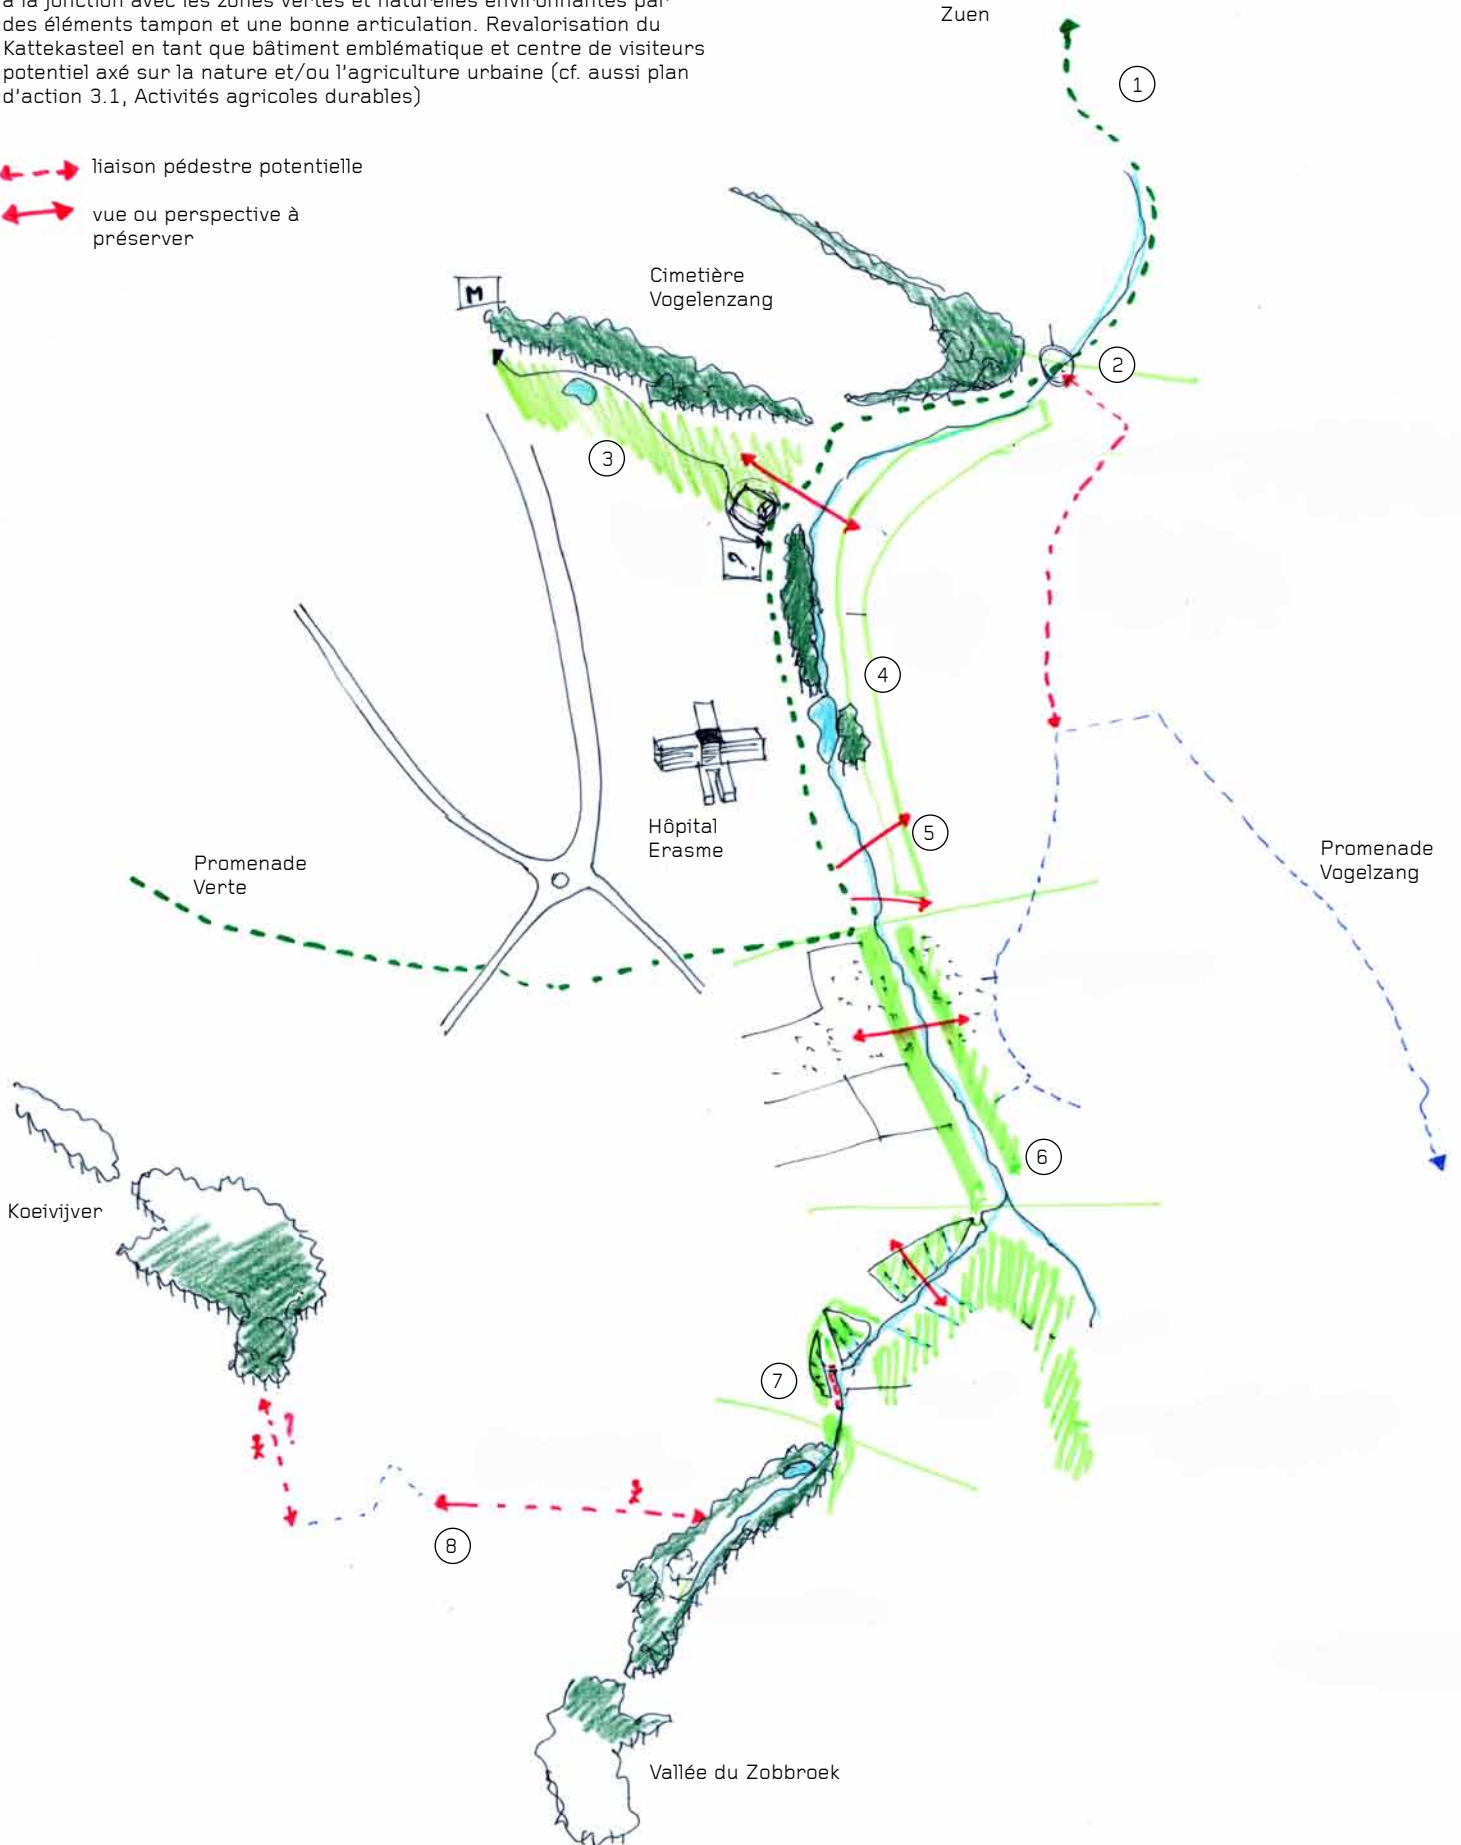 à la jonction avec les zones vertes et naturelles environnantes par
des éléments tampon et une bonne articulation. Revalorisation du
Kattekasteel en tant que bâtiment emblématique et centre de visiteurs
potentiel axé sur la nature et/ou l'agriculture urbaine (cf. aussi plan
d'action 3.1, Activités agricoles durables)
liaison pédestre potentielle
vue ou perspective à
préserver
Zuen
1
Cimetière
Vogelenzang
M
2
3
?
4
Hôpital
Erasme
5
Promenade
Verte
Promenade
Vogelzang
6
Koeivijver
7
?
8
Vallée du Zobbroek